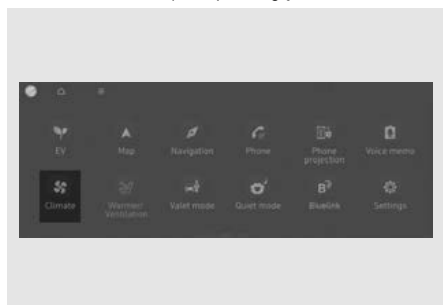 EV
Map
Navigation
Phone
Phone
projection
Voice memo
Climate
Warmer/
Ventilation
Valet mode
Quiet mode
Bluelink
Settings